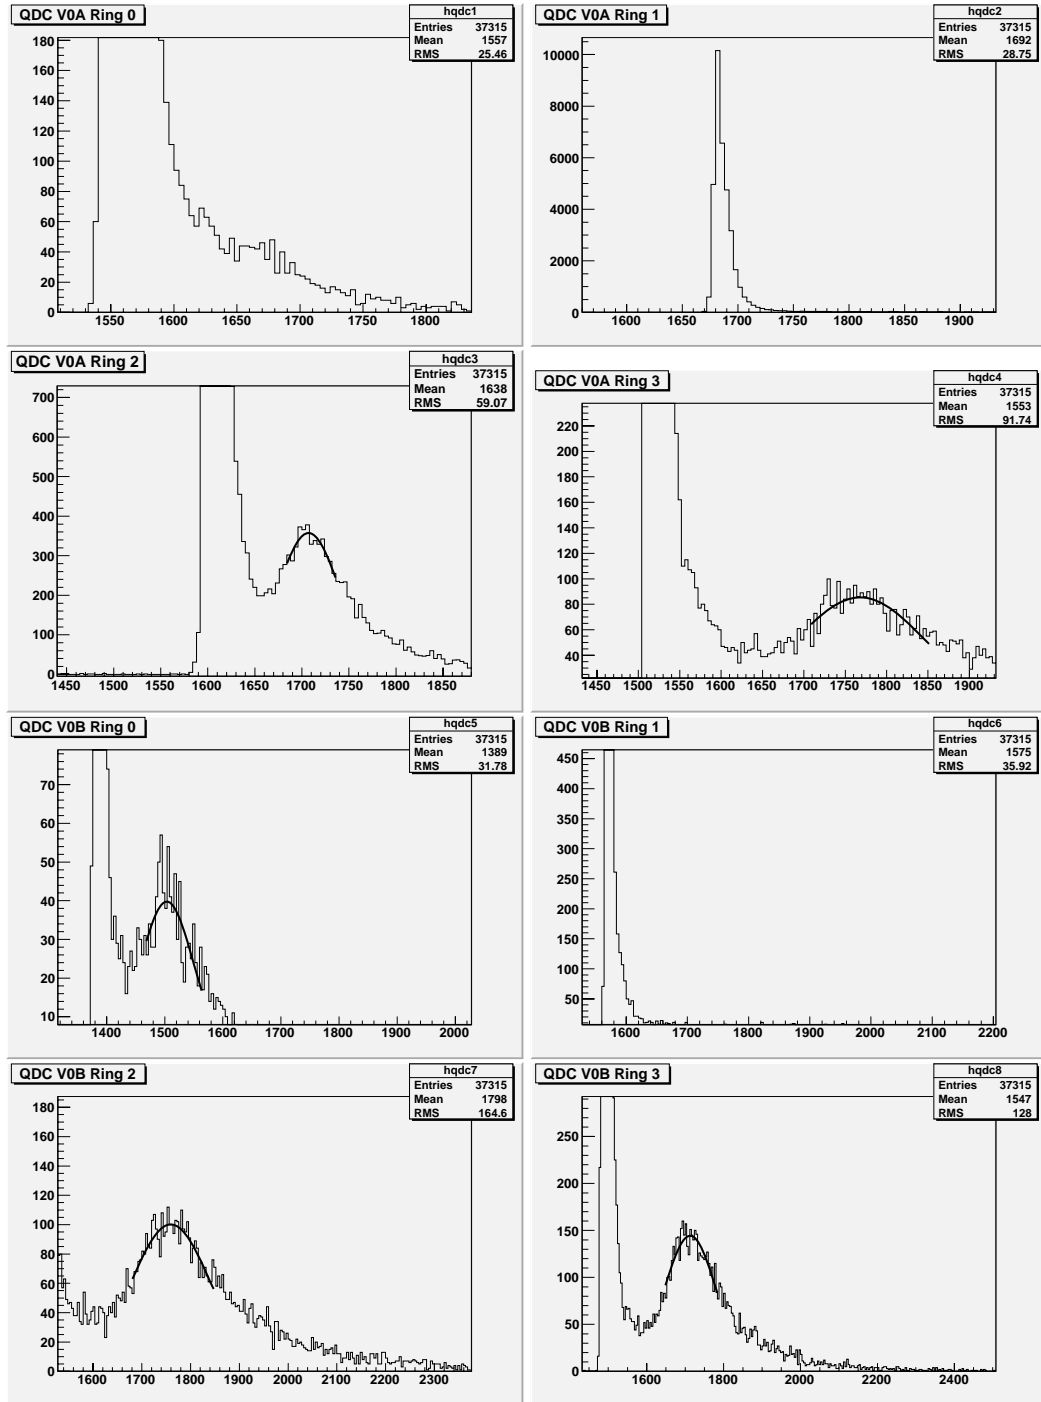 QDC V0A Ring 0
hqdc1
Entries 37315
Mean 1557
RMS 25.46
180
160
140
120
100
80
60
40
20
0
1550 1600 1650 1700 1750 1800
QDC V0A Ring 1
hqdc2
Entries 37315
Mean 1692
RMS 28.75
10000
8000
6000
4000
2000
0
1600 1650 1700 1750 1800 1850 1900
QDC V0A Ring 2
hqdc3
Entries 37315
Mean 1638
RMS 59.07
700
600
500
400
300
200
100
0
1450 1500 1550 1600 1650 1700 1750 1800 1850
QDC V0A Ring 3
hqdc4
Entries 37315
Mean 1553
RMS 91.74
220
200
180
160
140
120
100
80
60
40
1450 1500 1550 1600 1650 1700 1750 1800 1850 1900
QDC V0B Ring 0
hqdc5
Entries 37315
Mean 1389
RMS 31.78
70
60
50
40
30
20
10
1400 1500 1600 1700 1800 1900 2000
QDC V0B Ring 1
hqdc6
Entries 37315
Mean 1575
RMS 35.92
450
400
350
300
250
200
150
100
50
1600 1700 1800 1900 2000 2100 2200
QDC V0B Ring 2
hqdc7
Entries 37315
Mean 1798
RMS 164.6
180
160
140
120
100
80
60
40
20
0
1600 1700 1800 1900 2000 2100 2200 2300
QDC V0B Ring 3
hqdc8
Entries 37315
Mean 1547
RMS 128
250
200
150
100
50
0
1600 1800 2000 2200 2400